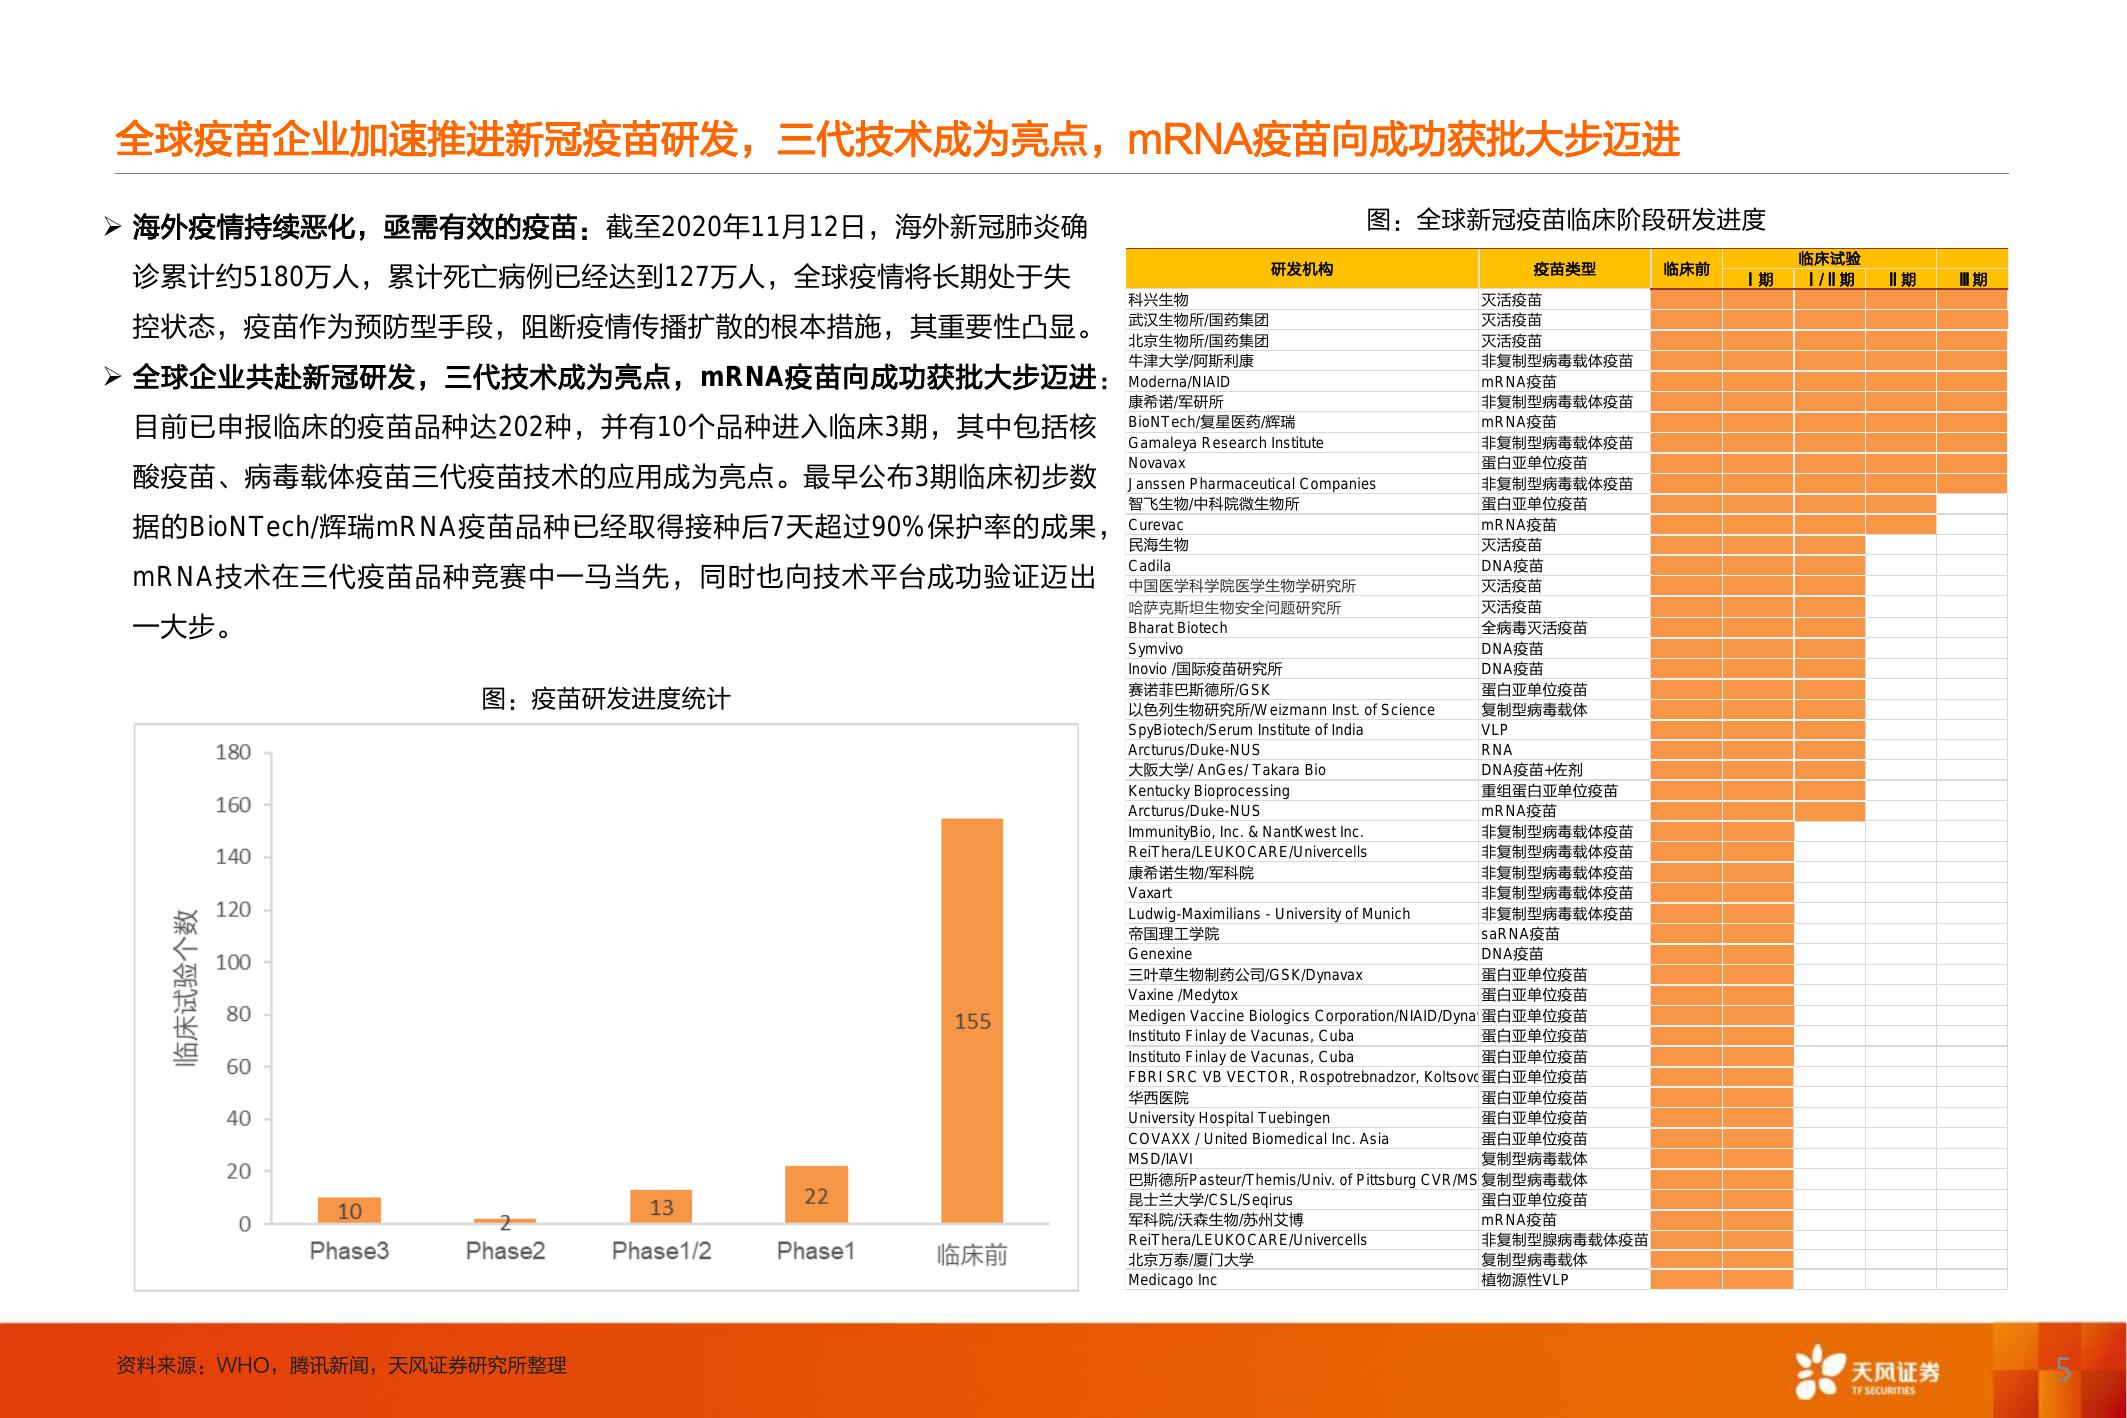 全球疫苗企业加速推进新冠疫苗研发，三代技术成为亮点，mRNA疫苗向成功获批大步迈进
➢ 海外疫情持续恶化，亟需有效的疫苗：截至2020年11月12日，海外新冠肺炎确
诊累计约5180万人，累计死亡病例已经达到127万人，全球疫情将长期处于失
控状态，疫苗作为预防型手段，阻断疫情传播扩散的根本措施，其重要性凸显。
➢ 全球企业共赴新冠研发，三代技术成为亮点，mRNA疫苗向成功获批大步迈进：
目前已申报临床的疫苗品种达202种，并有10个品种进入临床3期，其中包括核
酸疫苗、病毒载体疫苗三代疫苗技术的应用成为亮点。最早公布3期临床初步数
据的BioNTech/辉瑞mRNA疫苗品种已经取得接种后7天超过90%保护率的成果，
mRNA技术在三代疫苗品种竞赛中一马当先，同时也向技术平台成功验证迈出
一大步。
图：疫苗研发进度统计
临床试验个数
180
160
140
120
100
80
60
40
20
0
10
2
13
22
155
Phase3 Phase2 Phase1/2 Phase1 临床前
图：全球新冠疫苗临床阶段研发进度
研发机构 疫苗类型 临床前 临床试验
Ⅰ期 Ⅰ/Ⅱ期 Ⅱ期 Ⅲ期
科兴生物 灭活疫苗
武汉生物所/国药集团 灭活疫苗
北京生物所/国药集团 灭活疫苗
牛津大学/阿斯利康 非复制型病毒载体疫苗
Moderna/NIAID mRNA疫苗
康希诺/军研所 非复制型病毒载体疫苗
BioNTech/复星医药/辉瑞 mRNA疫苗
Gamaleya Research Institute 非复制型病毒载体疫苗
Novavax 蛋白亚单位疫苗
Janssen Pharmaceutical Companies 非复制型病毒载体疫苗
智飞生物/中科院微生物所 蛋白亚单位疫苗
Curevac mRNA疫苗
民海生物 灭活疫苗
Cadila DNA疫苗
中国医学科学院医学生物学研究所 灭活疫苗
哈萨克斯坦生物安全问题研究所 灭活疫苗
Bharat Biotech 全病毒灭活疫苗
Symvivo DNA疫苗
Inovio /国际疫苗研究所 DNA疫苗
赛诺菲巴斯德所/GSK 蛋白亚单位疫苗
以色列生物研究所/Weizmann Inst. of Science 复制型病毒载体
SpyBiotech/Serum Institute of India VLP
Arcturus/Duke-NUS RNA
大阪大学/ AnGes/ Takara Bio DNA疫苗+佐剂
Kentucky Bioprocessing 重组蛋白亚单位疫苗
Arcturus/Duke-NUS mRNA疫苗
ImmunityBio, Inc. & NantKwest Inc. 非复制型病毒载体疫苗
ReiThera/LEUKOCARE/Univercells 非复制型病毒载体疫苗
康希诺生物/军科院 非复制型病毒载体疫苗
Vaxart 非复制型病毒载体疫苗
Ludwig-Maximilians - University of Munich 非复制型病毒载体疫苗
帝国理工学院 saRNA疫苗
Genexine DNA疫苗
三叶草生物制药公司/GSK/Dynavax 蛋白亚单位疫苗
Vaxine /Medytox 蛋白亚单位疫苗
Medigen Vaccine Biologics Corporation/NIAID/Dyna 蛋白亚单位疫苗
Instituto Finlay de Vacunas, Cuba 蛋白亚单位疫苗
Instituto Finlay de Vacunas, Cuba 蛋白亚单位疫苗
FBRI SRC VB VECTOR, Rospotrebnadzor, Koltsovo 蛋白亚单位疫苗
华西医院 蛋白亚单位疫苗
University Hospital Tuebingen 蛋白亚单位疫苗
COVAXX / United Biomedical Inc. Asia 蛋白亚单位疫苗
MSD/IAVI 复制型病毒载体
巴斯德所Pasteur/Themis/Univ. of Pittsburg CVR/MS 复制型病毒载体
昆士兰大学/CSL/Seqirus 蛋白亚单位疫苗
军科院/沃森生物/苏州艾博 mRNA疫苗
ReiThera/LEUKOCARE/Univercells 非复制型腺病毒载体疫苗
北京万泰/厦门大学 复制型病毒载体
Medicago Inc 植物源性VLP
资料来源：WHO，腾讯新闻，天风证券研究所整理
天风证券
TF SECURITIES
5